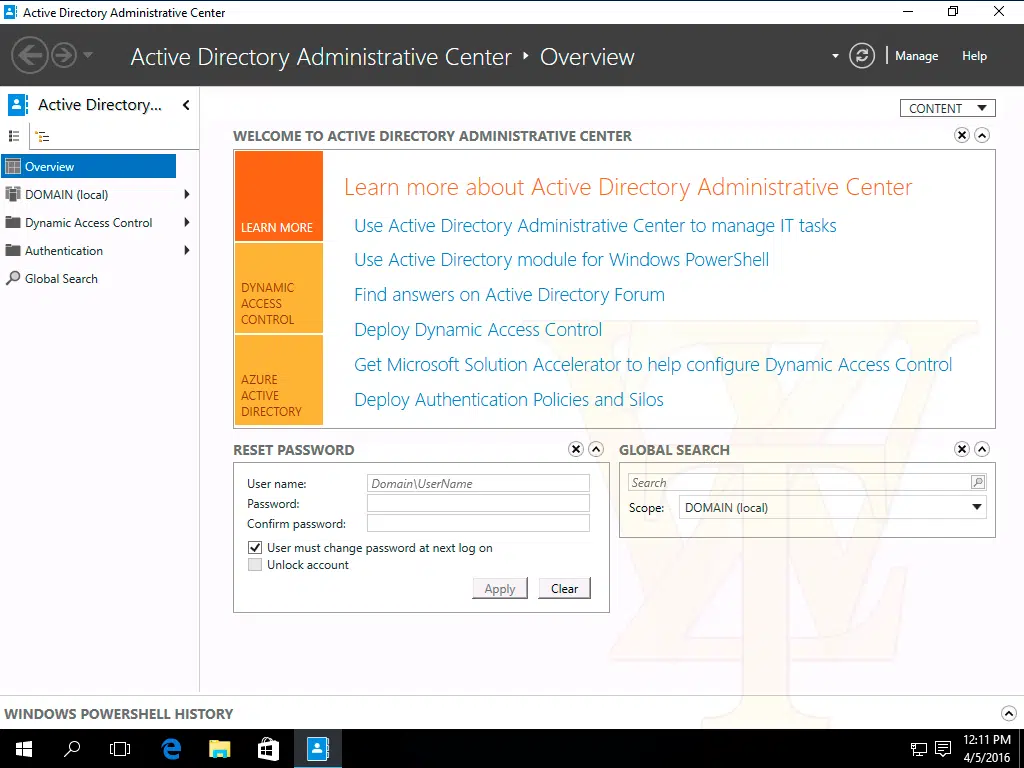 Active Directory Administrative Center
Active Directory Administrative Center ‣ Overview
Manage
Help
Active Directory...
Overview
DOMAIN (local)
Dynamic Access Control
Authentication
Global Search
CONTENT
WELCOME TO ACTIVE DIRECTORY ADMINISTRATIVE CENTER
LEARN MORE
DYNAMIC
ACCESS
CONTROL
AZURE
ACTIVE
DIRECTORY
Learn more about Active Directory Administrative Center
Use Active Directory Administrative Center to manage IT tasks
Use Active Directory module for Windows PowerShell
Find answers on Active Directory Forum
Deploy Dynamic Access Control
Get Microsoft Solution Accelerator to help configure Dynamic Access Control
Deploy Authentication Policies and Silos
RESET PASSWORD
User name:
Domain\UserName
Password:
Confirm password:
User must change password at next log on
Unlock account
Apply
Clear
GLOBAL SEARCH
Search
Scope:
DOMAIN (local)
WINDOWS POWERSHELL HISTORY
12:11 PM
4/5/2016